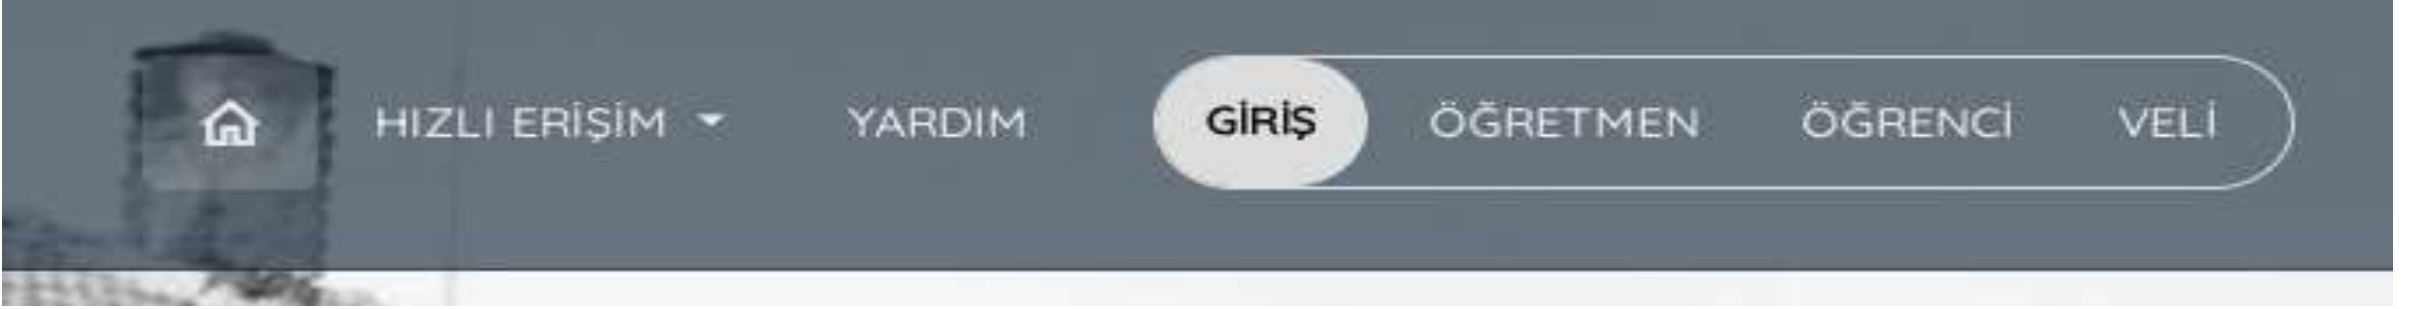 HIZLI ERİŞİM YARDIM GİRİŞ ÖĞRETMEN ÖĞRENCİ VELİ